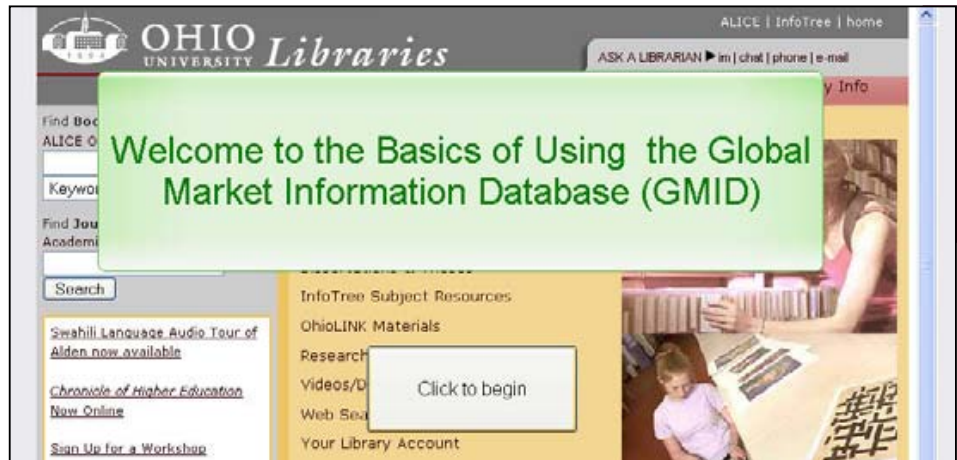 OHIO
UNIVERSITY
Libraries
ALICE | InfoTree | home
ASK A LIBRARIAN ▶ im | chat | phone | e-mail
y Info
Find Boo
ALICE O
Keywor
Welcome to the Basics of Using the Global
Market Information Database (GMID)
Find Jou
Academi
Search
InfoTree Subject Resources
OhioLINK Materials
Research
Videos/D
Web Sea
Your Library Account
Click to begin
Swahili Language Audio Tour of
Alden now available
Chronicle of Higher Education
Now Online
Sign Up for a Workshop